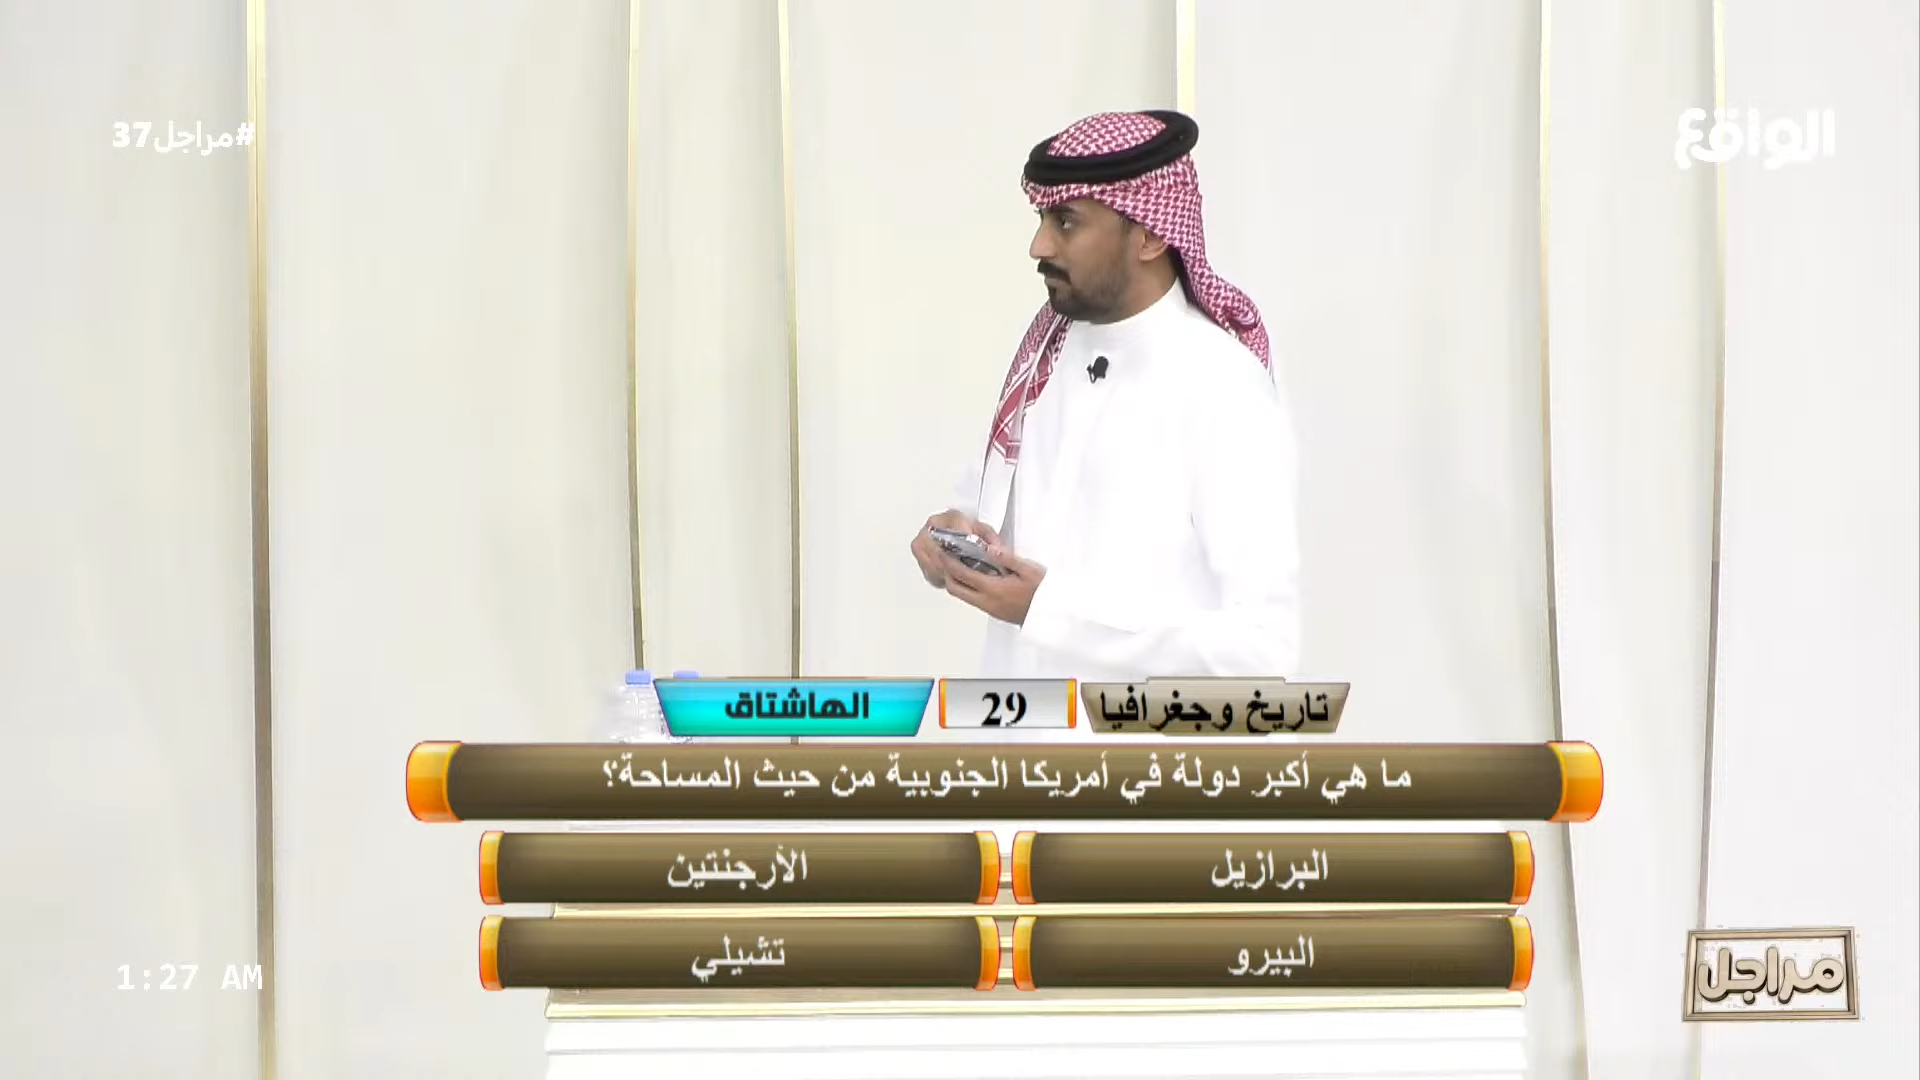 #مراجل37
الواقع
تاريخ وجغرافيا
29
الهاشتاق
ما هي أكبر دولة في أمريكا الجنوبية من حيث المساحة؟
البرازيل
الأرجنتين
البيرو
تشيلي
1:27 AM
مراجل